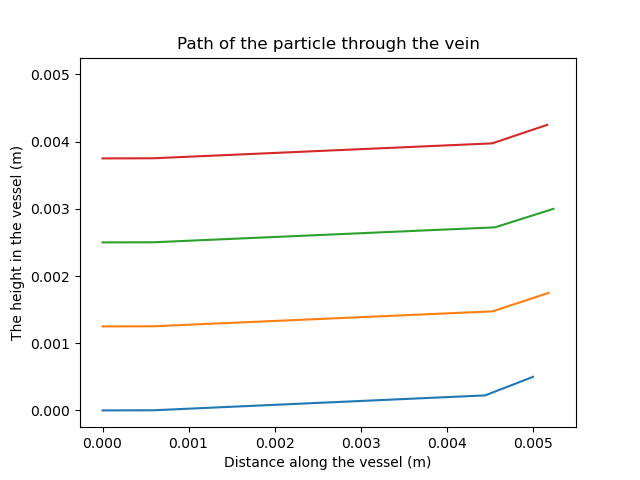 Path of the particle through the vein
0.005
0.004
0.003
0.002
0.001
0.000
The height in the vessel (m)
0.000 0.001 0.002 0.003 0.004 0.005
Distance along the vessel (m)